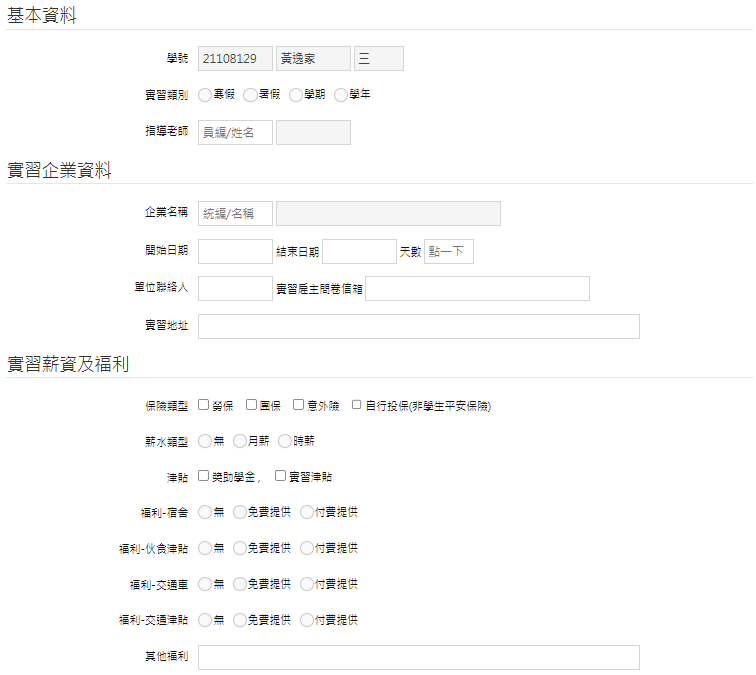 基本資料
學號 21108129 黃逸家 三
實習類別 寒假 暑假 學期 學年
指導老師 員編/姓名
實習企業資料
企業名稱 統編/名稱
開始日期 結束日期 天數 點一下
單位聯絡人 實習雇主問卷信箱
實習地址
實習薪資及福利
保險類型 勞保 團保 意外險 自行投保(非學生平安保險)
薪水類型 無 月薪 時薪
津貼 獎助學金 , 實習津貼
福利-宿舍 無 免費提供 付費提供
福利-伙食津貼 無 免費提供 付費提供
福利-交通車 無 免費提供 付費提供
福利-交通津貼 無 免費提供 付費提供
其他福利